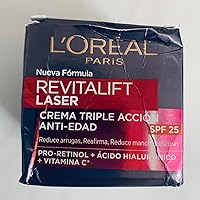 L'ORÉAL
PARIS
Nueva Fórmula
REVITALIFT
LASER
CREMA TRIPLE ACCIÓN
ANTI-EDAD
SPF 25
Reduce arrugas, Reafirma, Reduce manchas oscuras
PRO-RETINOL + ÁCIDO HIALURÓNICO
+ VITAMINA C*